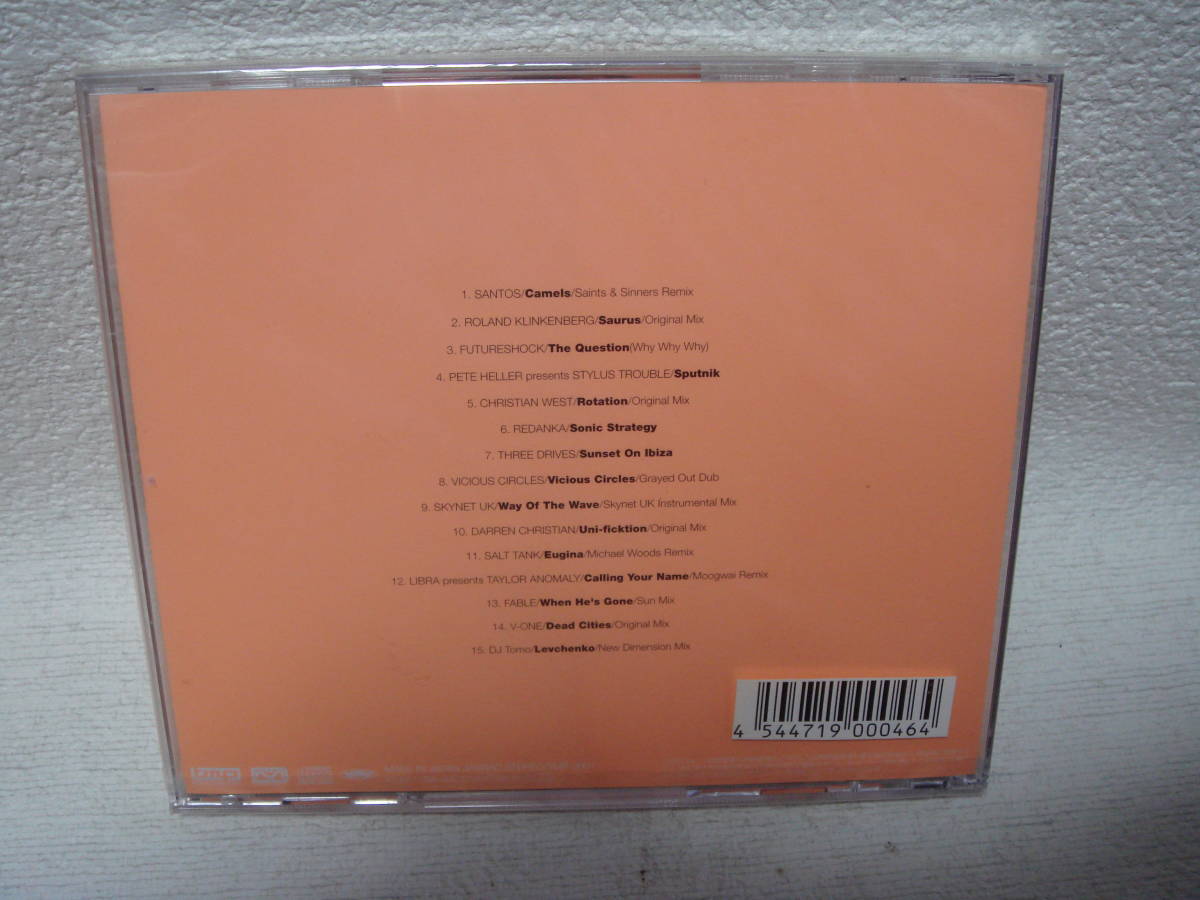 1. SANTOS/Camels/Saints & Sinners Remix
2. ROLAND KLINKENBERG/Saurus/Original Mix
3. FUTURESHOCK/The Question(Why Why Why)
4. PETE HELLER presents STYLUS TROUBLE/Sputnik
5. CHRISTIAN WEST/Rotation/Original Mix
6. REDANKA/Sonic Strategy
7. THREE DRIVES/Sunset On Ibiza
8. VICIOUS CIRCLES/Vicious Circles/Grayed Out Dub
9. SKYNET UK/Way Of The Wave/Skynet UK Instrumental Mix
10. DARREN CHRISTIAN/Uni-ficktion/Original Mix
11. SALT TANK/Eugina/Michael Woods Remix
12. LIBRA presents TAYLOR ANOMALY/Calling Your Name/Moogwai Remix
13. FABLE/When He's Gone/Sun Mix
14. V-ONE/Dead Cities/Original Mix
15. DJ Tomo/Levchenko/New Dimension Mix
4 544719 000464